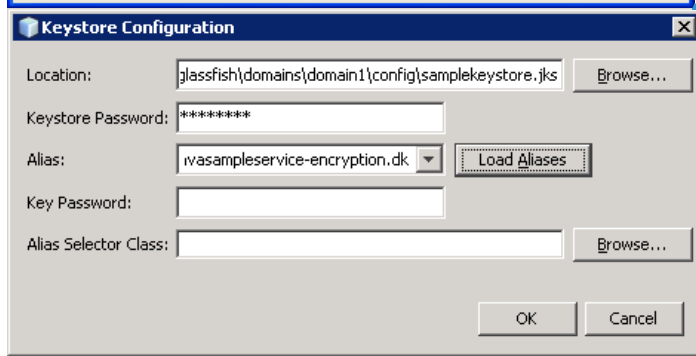 Keystore Configuration
Location: glassfish\domains\domain1\config\samplekeystore.jks Browse...
Keystore Password: ********
Alias: vasampleservice-encryption.dk Load Aliases
Key Password:
Alias Selector Class: Browse...
OK Cancel